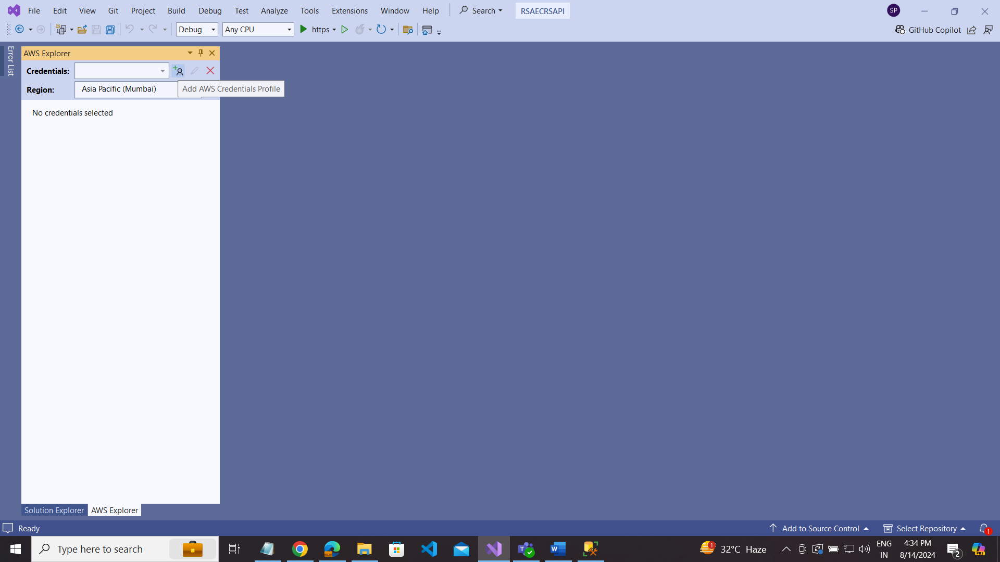 File Edit View Git Project Build Debug Test Analyze Tools Extensions Window Help Search RSAECRSAPI SP
Debug Any CPU https GitHub Copilot
Error List
AWS Explorer
Credentials:
Region: Asia Pacific (Mumbai)
Add AWS Credentials Profile
No credentials selected
Solution Explorer AWS Explorer
Ready Add to Source Control Select Repository 1
Type here to search
1 32°C Haze
ENG
IN
4:34 PM
8/14/2024
2
PRE